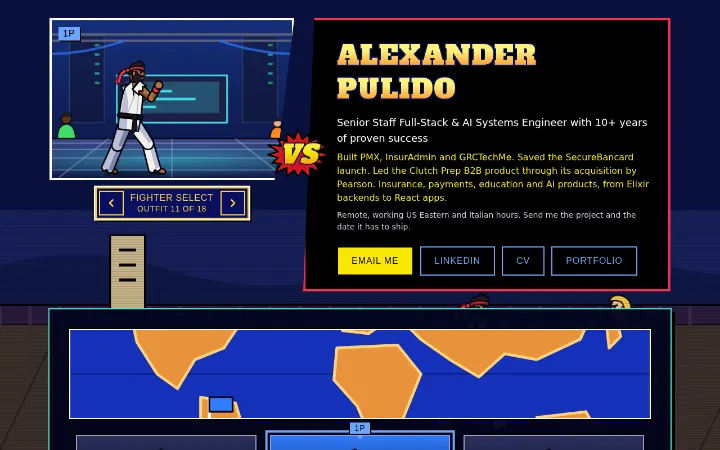 1P
ALEXANDER
PULIDO
Senior Staff Full-Stack & AI Systems Engineer with 10+ years
of proven success
VS
Built PMX, InsurAdmin and GRCTechMe. Saved the SecureBancard
launch. Led the Clutch Prep B2B product through its acquisition by
Pearson. Insurance, payments, education and AI products, from Elixir
backends to React apps.
FIGHTER SELECT
OUTFIT 11 OF 18
Remote, working US Eastern and Italian hours. Send me the project and the
date it has to ship.
EMAIL ME
LINKEDIN
CV
PORTFOLIO
1P